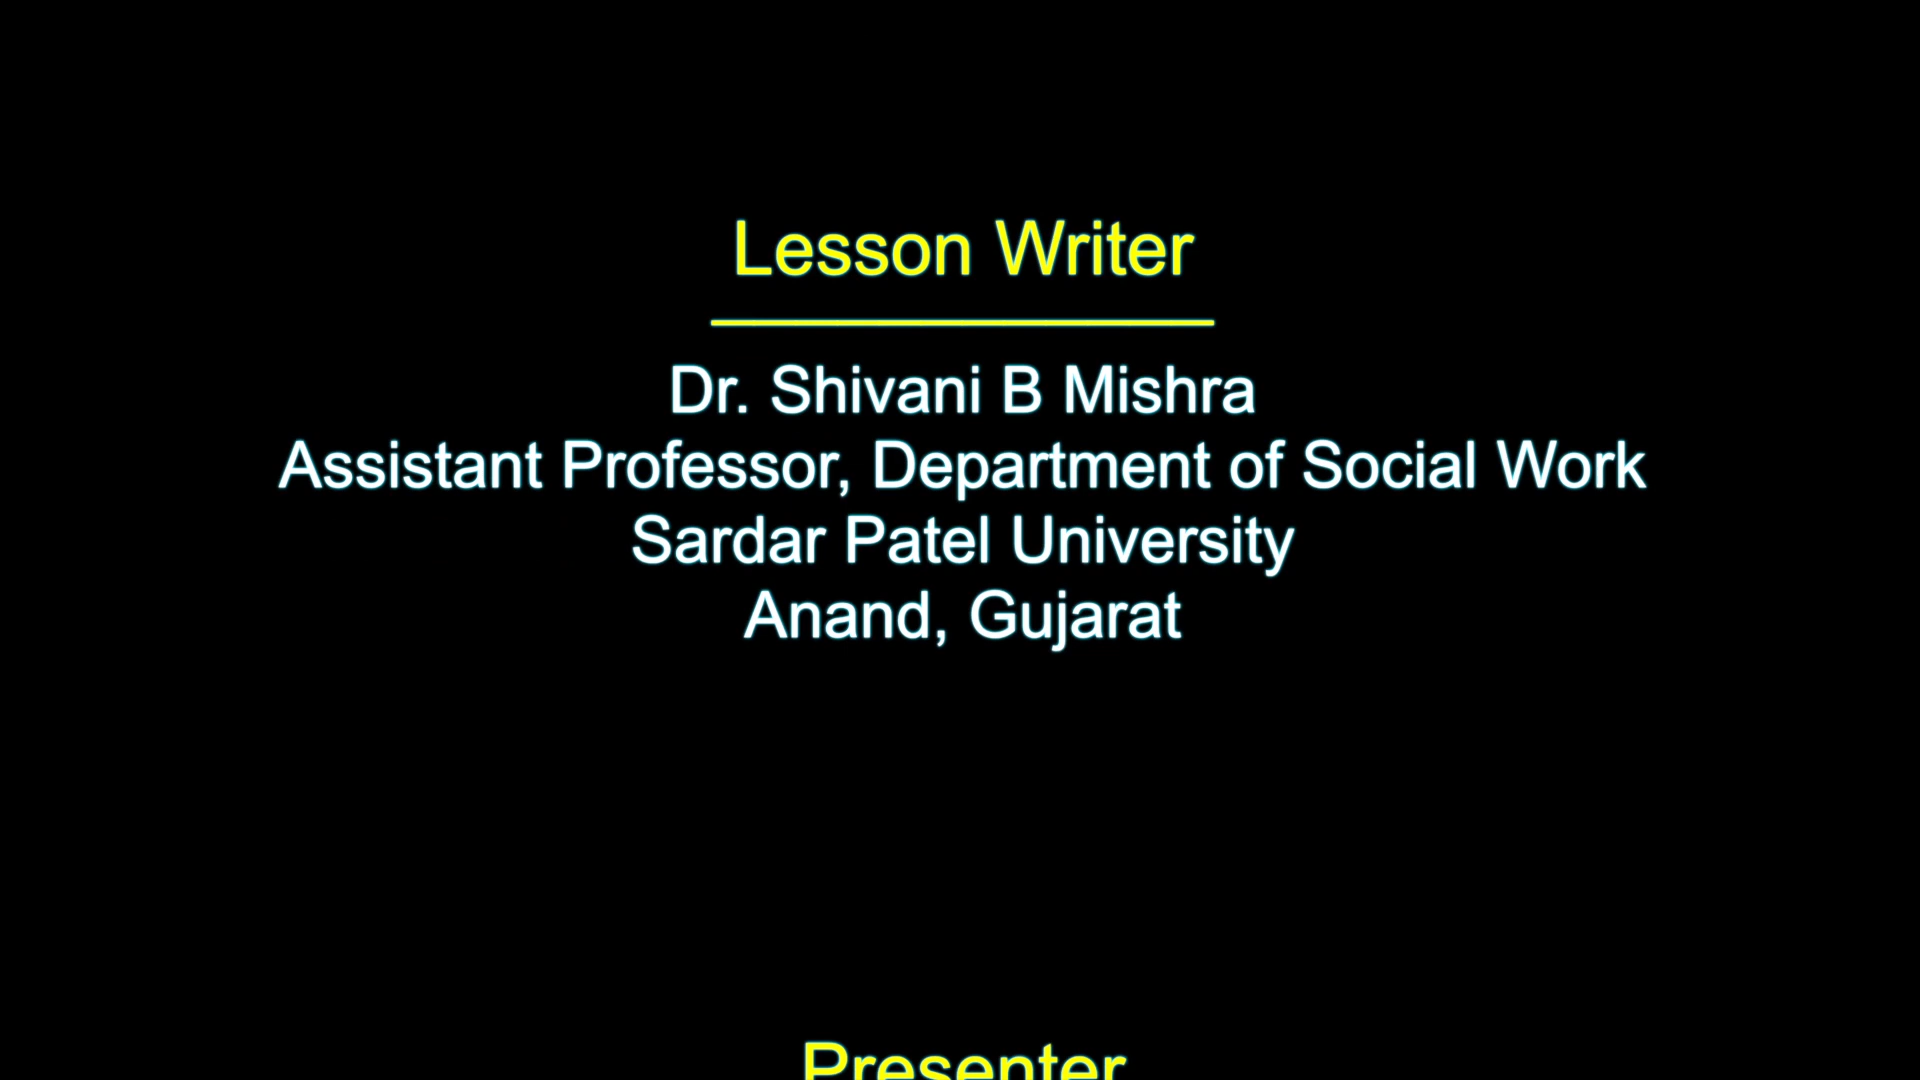 Lesson Writer
Dr. Shivani B Mishra
Assistant Professor, Department of Social Work
Sardar Patel University
Anand, Gujarat
Presenter